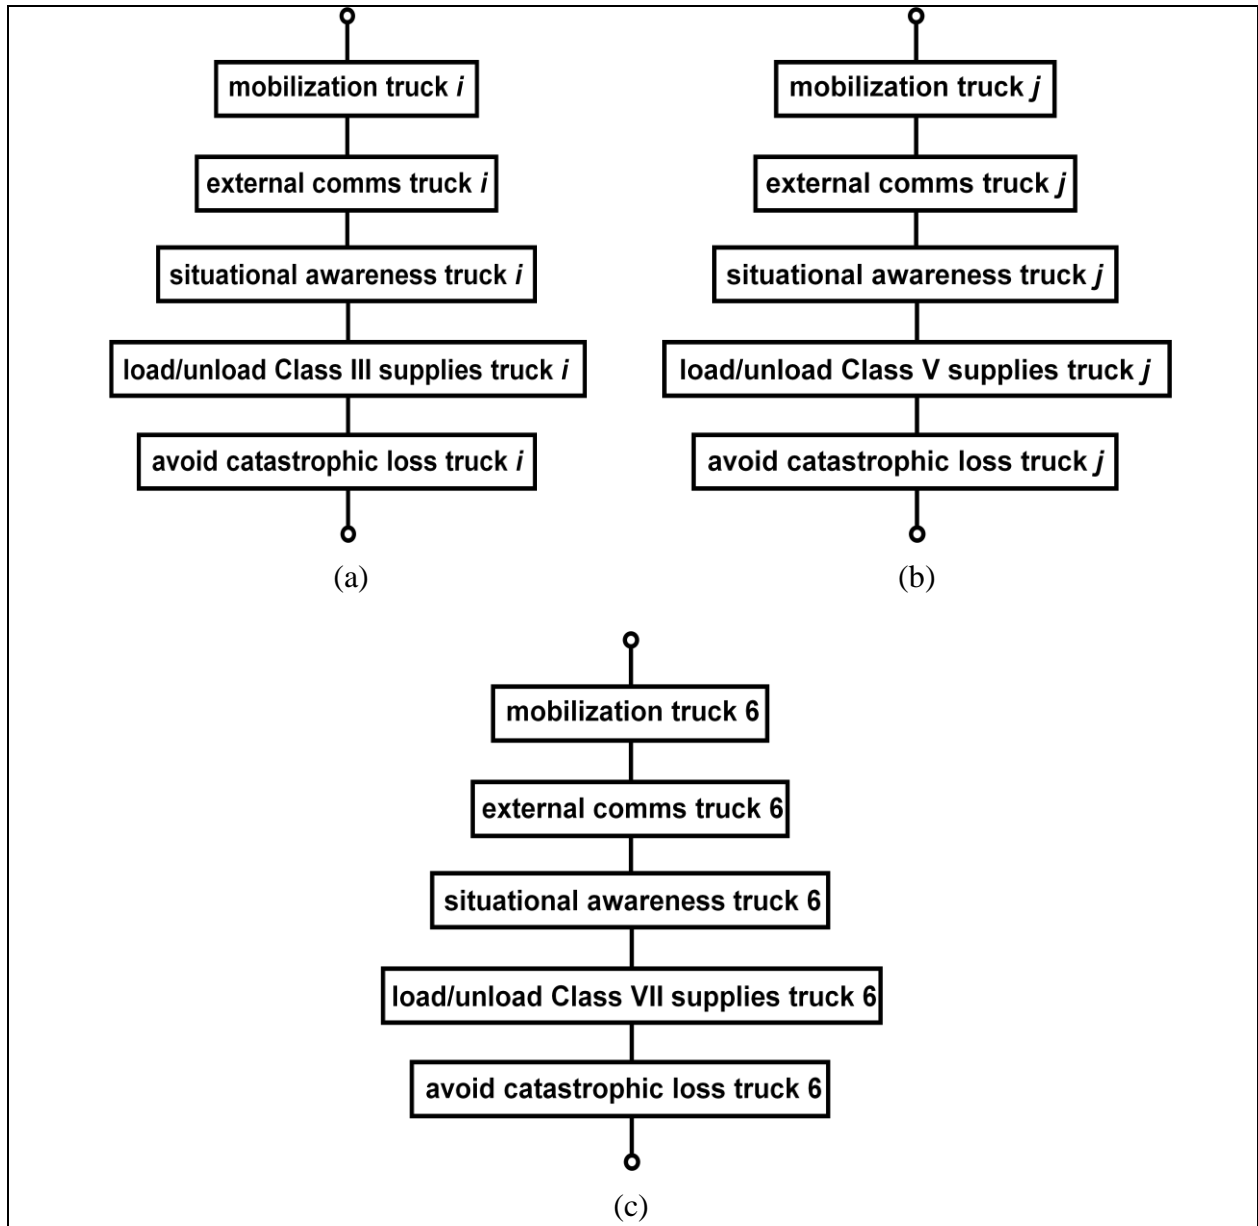 mobilization truck i
external comms truck i
situational awareness truck i
load/unload Class III supplies truck i
avoid catastrophic loss truck i
(a)
mobilization truck j
external comms truck j
situational awareness truck j
load/unload Class V supplies truck j
avoid catastrophic loss truck j
(b)
mobilization truck 6
external comms truck 6
situational awareness truck 6
load/unload Class VII supplies truck 6
avoid catastrophic loss truck 6
(c)